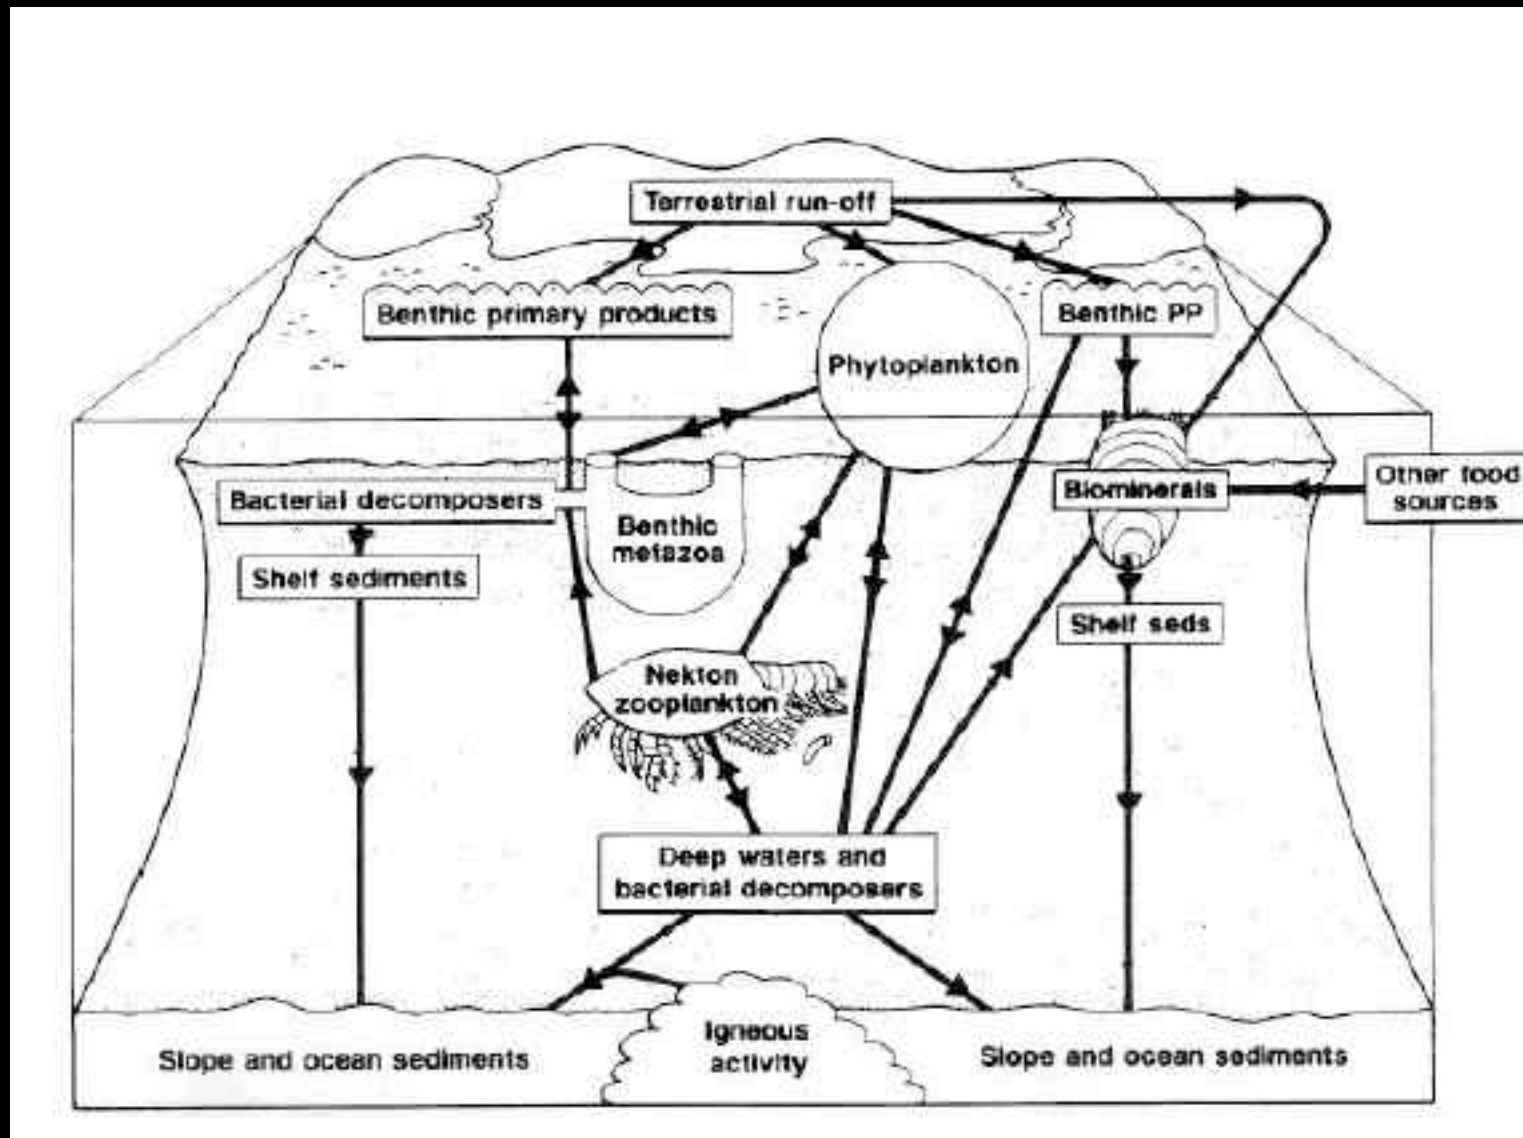 Terrestrial run-off
Benthic primary products
Benthic PP
Phytoplankton
Bacterial decomposers
Benthic
metazoa
Biominerals
Other food
sources
Shelf sediments
Shelf seds
Nekton
zooplankton
Deep waters and
bacterial decomposers
Slope and ocean sediments
Igneous
activity
Slope and ocean sediments